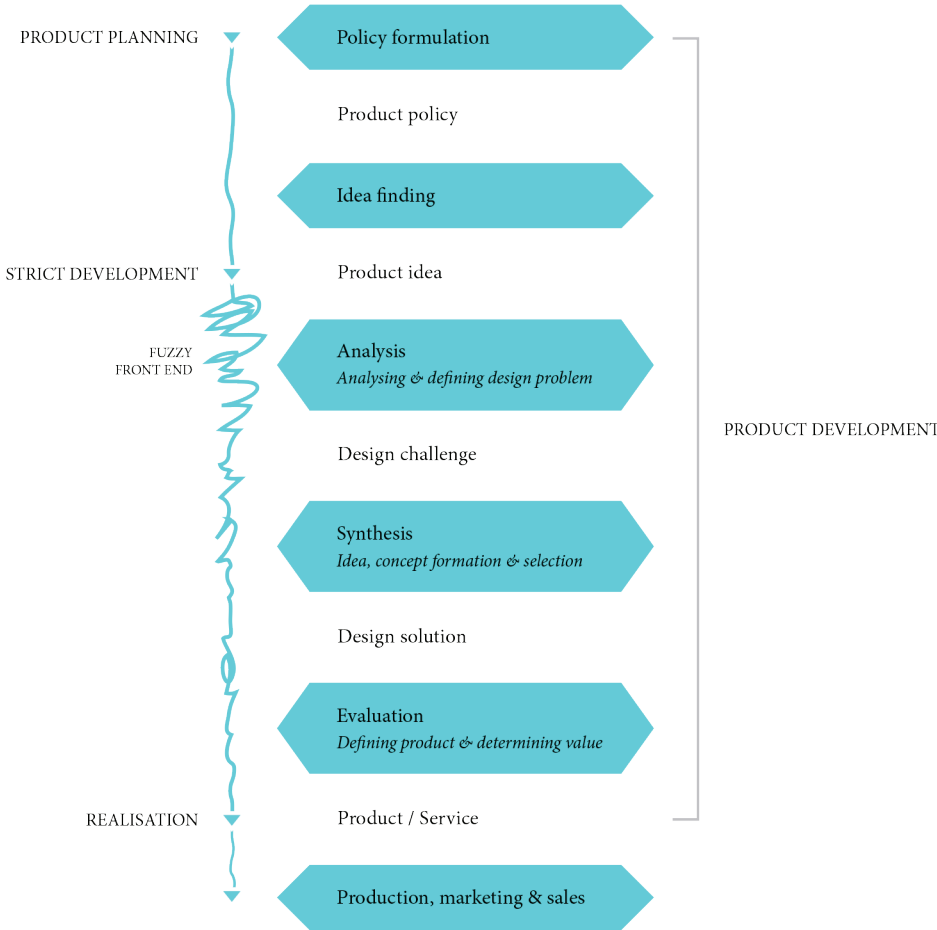 PRODUCT PLANNING
Policy formulation
Product policy
Idea finding
STRICT DEVELOPMENT
Product idea
FUZZY
FRONT END
Analysis
Analysing & defining design problem
PRODUCT DEVELOPMENT
Design challenge
Synthesis
Idea, concept formation & selection
Design solution
Evaluation
Defining product & determining value
REALISATION
Product / Service
Production, marketing & sales